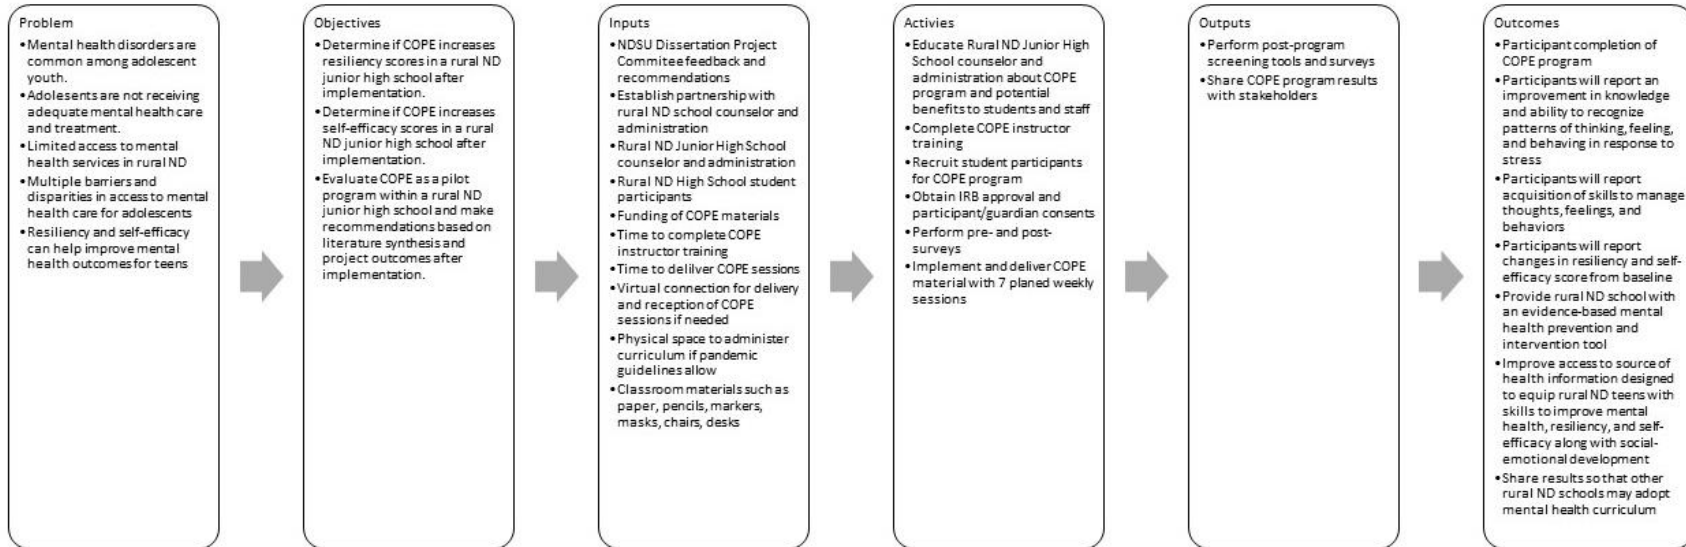 Problem
•Mental health disorders are
common among adolescent
youth.
•Adolesents are not receiving
adequate mental health care
and treatment.
•Limited access to mental
health services in rural ND
•Multiple barriers and
disparities in access to mental
health care for adolescents
•Resiliency and self-efficacy
can help improve mental
health outcomes for teens
Objectives
•Determine if COPE increases
resiliency scores in a rural ND
junior high school after
implementation.
•Determine if COPE increases
self-efficacy scores in a rural
ND junior high school after
implementation.
•Evaluate COPE as a pilot
program within a rural ND
junior high school and make
recommendations based on
literature synthesis and
project outcomes after
implementation.
Inputs
•NDSU Dissertation Project
Commitee feedback and
recommendations
•Establish partnership with
rural ND school counselor and
administration
•Rural ND Junior High School
counselor and administration
•Rural ND High School student
participants
•Funding of COPE materials
•Time to complete COPE
instructor training
•Time to delilver COPE sessions
•Virtual connection for delivery
and reception of COPE
sessions if needed
•Physical space to administer
curriculum if pandemic
guidelines allow
•Classroom materials such as
paper, pencils, markers,
masks, chairs, desks
Activies
•Educate Rural ND Junior High
School counselor and
administration about COPE
program and potential
benefits to students and staff
•Complete COPE instructor
training
•Recruit student participants
for COPE program
•Obtain IRB approval and
participant/guardian consents
•Perform pre- and post-
surveys
•Implement and deliver COPE
material with 7 planed weekly
sessions
Outputs
•Perform post-program
screening tools and surveys
•Share COPE program results
with stakeholders
Outcomes
•Participant completion of
COPE program
•Participants will report an
improvement in knowledge
and ability to recognize
patterns of thinking, feeling,
and behaving in response to
stress
•Participants will report
acquisition of skills to manage
thoughts, feelings, and
behaviors
•Participants will report
changes in resiliency and self-
efficacy score from baseline
•Provide rural ND school with
an evidence-based mental
health prevention and
intervention tool
•Improve access to source of
health information designed
to equip rural ND teens with
skills to improve mental
health, resiliency, and self-
efficacy along with social-
emotional development
•Share results so that other
rural ND schools may adopt
mental health curriculum